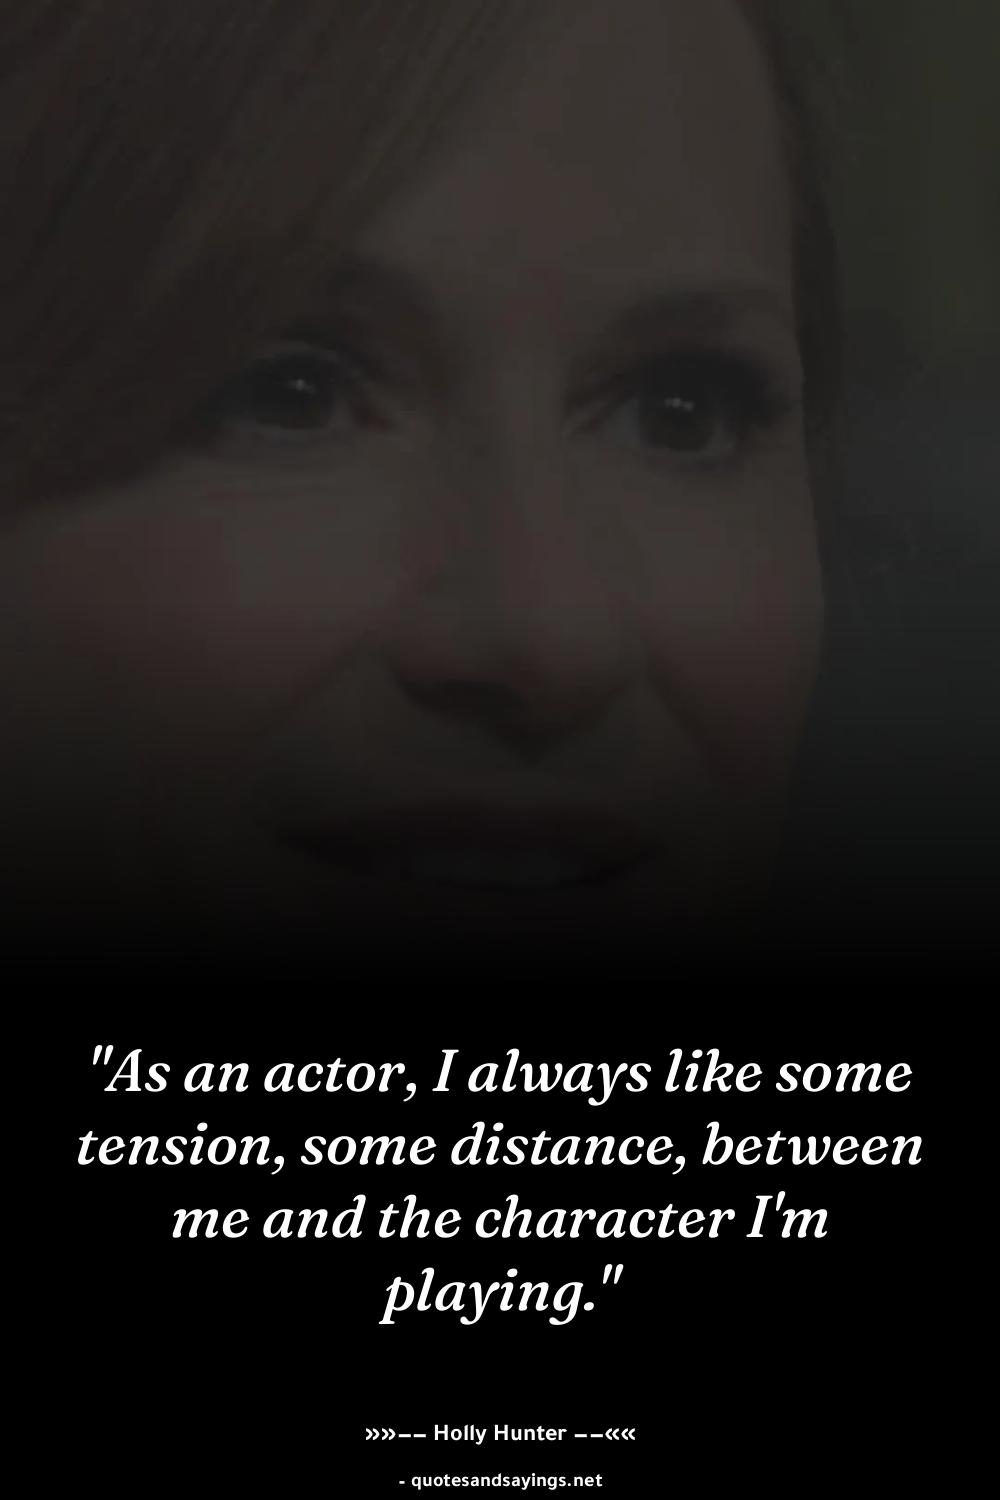 "As an actor, I always like some
tension, some distance, between
me and the character I'm
playing."
»»–– Holly Hunter ––««
- quotesandsayings.net